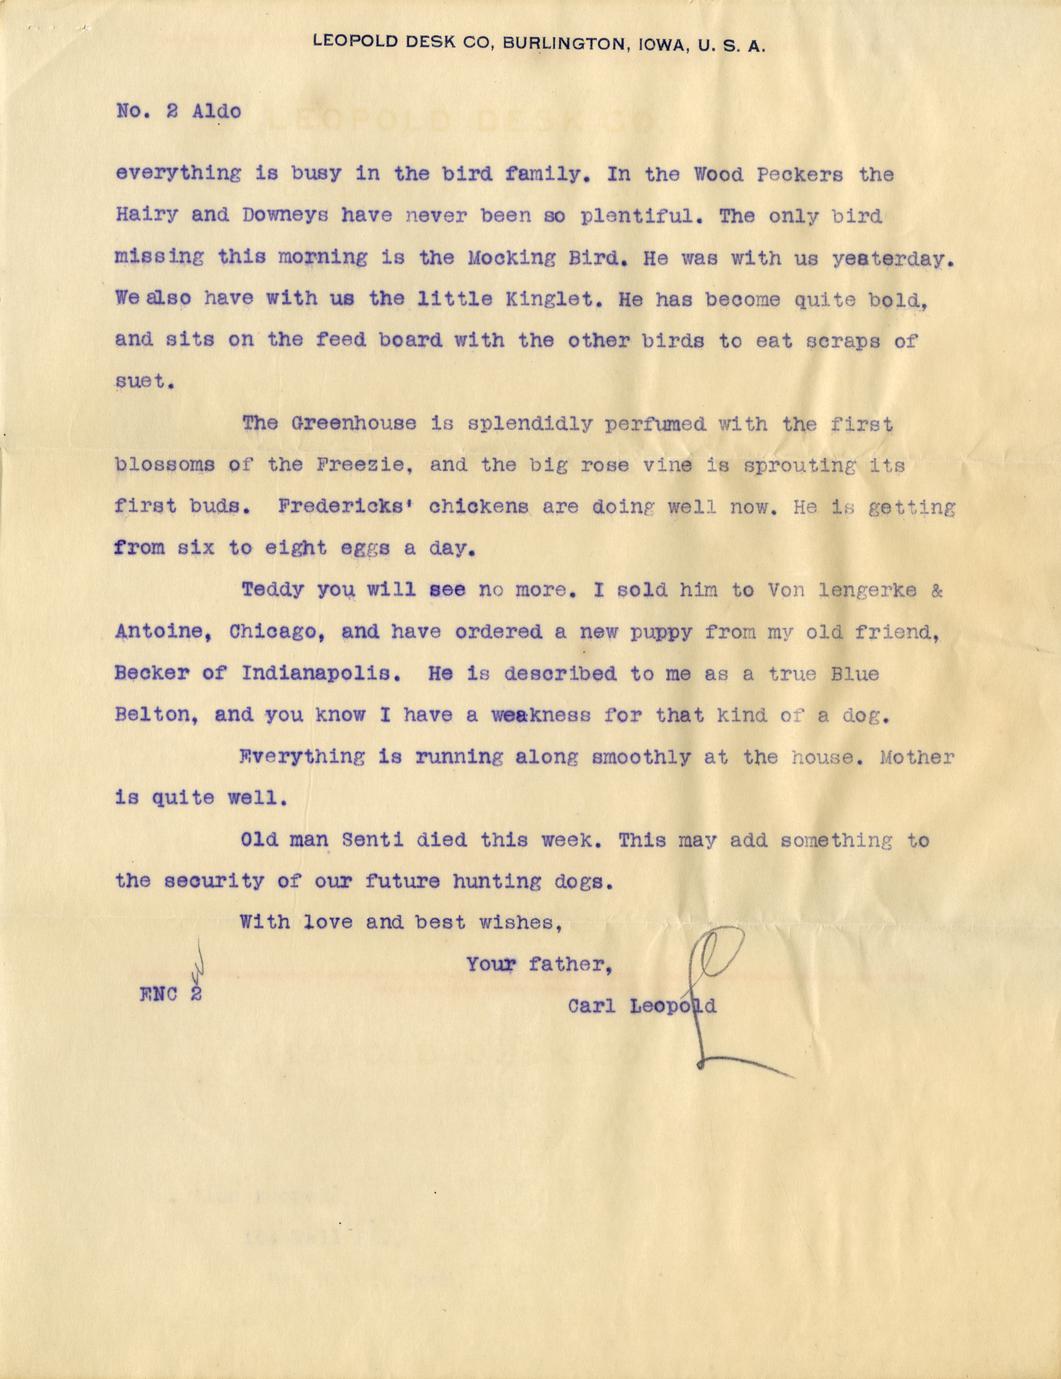 LEOPOLD DESK CO, BURLINGTON, IOWA, U. S. A.
No. 2 Aldo
everything is busy in the bird family. In the Wood Peckers the
Hairy and Downeys have never been so plentiful. The only bird
missing this morning is the Mocking Bird. He was with us yeaterday.
We also have with us the little Kinglet. He has become quite bold,
and sits on the feed board with the other birds to eat scraps of
suet.
The Greenhouse is splendidly perfumed with the first
blossoms of the Freezie, and the big rose vine is sprouting its
first buds. Fredericks' chickens are doing well now. He is getting
from six to eight eggs a day.
Teddy you will see no more. I sold him to Von lengerke &
Antoine, Chicago, and have ordered a new puppy from my old friend,
Becker of Indianapolis. He is described to me as a true Blue
Belton, and you know I have a weakness for that kind of a dog.
Everything is running along smoothly at the house. Mother
is quite well.
Old man Senti died this week. This may add something to
the security of our future hunting dogs.
With love and best wishes,
Your father,
ENC 2
Carl Leopold